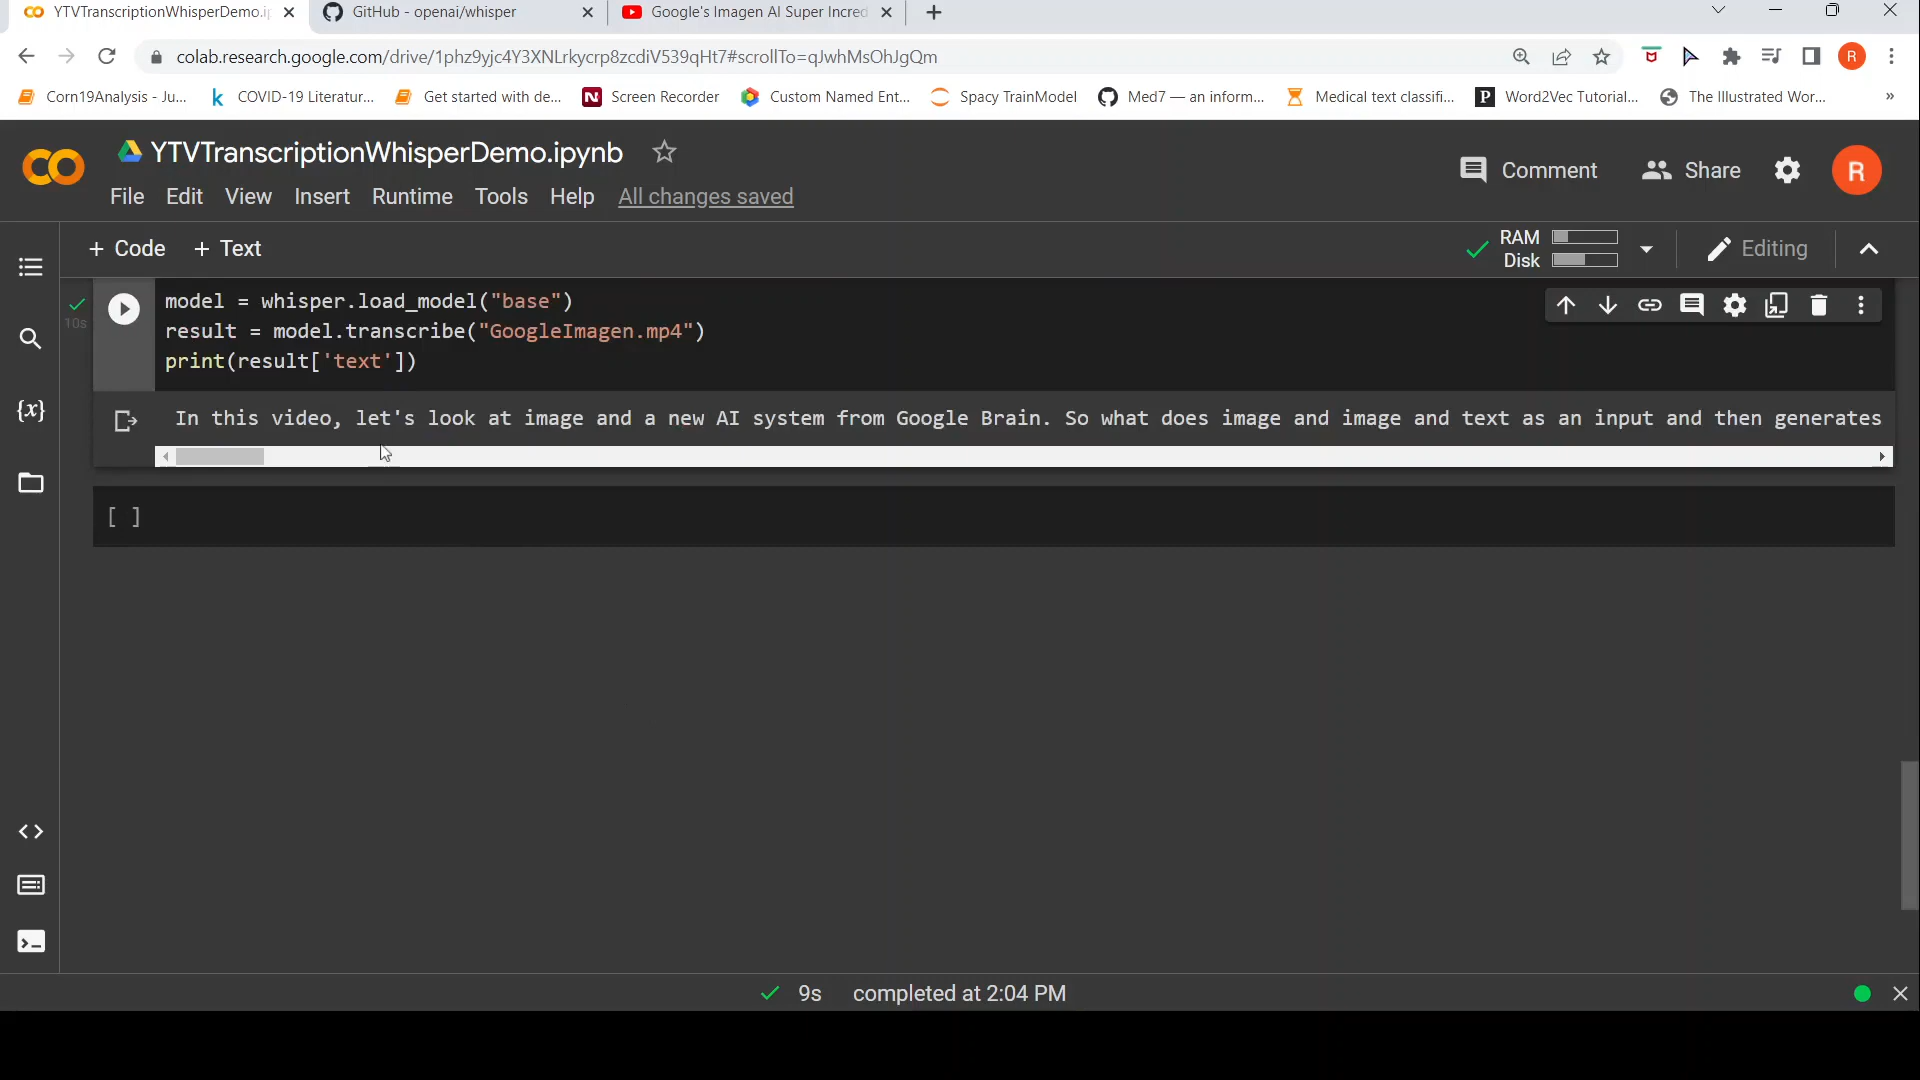 YTVTranscriptionWhisperDemo.i
GitHub - openai/whisper
Google's Imagen AI Super Incred
colab.research.google.com/drive/1phz9yjc4Y3XNLrkycrp8zcdiV539qHt7#scrollTo=qJwhMsOhJgQm
R
Corn19Analysis - Ju...
k COVID-19 Literatur...
Get started with de...
N Screen Recorder
Custom Named Ent...
Spacy TrainModel
Med7 — an inform...
Medical text classifi...
P Word2Vec Tutorial...
The Illustrated Wor...
»
YTVTranscriptionWhisperDemo.ipynb
Comment
Share
R
File Edit View Insert Runtime Tools Help All changes saved
+ Code + Text
RAM
Disk
Editing
model = whisper.load_model("base")
10s
result = model.transcribe("GoogleImagen.mp4")
print(result['text'])
{x}
In this video, let's look at image and a new AI system from Google Brain. So what does image and image and text as an input and then generates
[ ]
9s completed at 2:04 PM